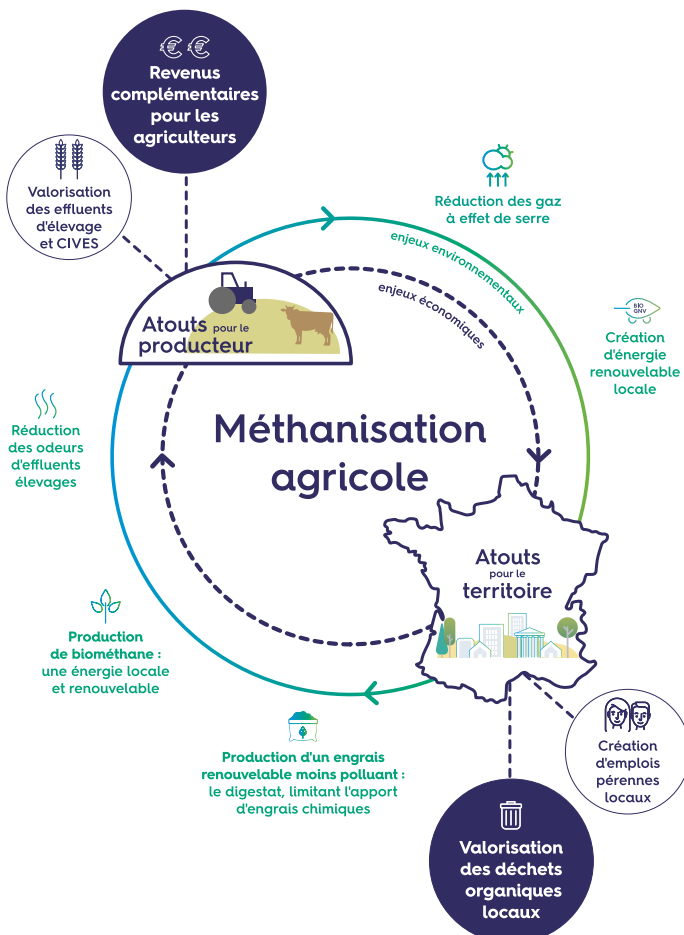 € €
Revenus
complémentaires
pour les
agriculteurs
Valorisation
des effluents
d'élevage
et CIVES
Réduction des gaz
à effet de serre
enjeux environnementaux
enjeux économiques
BIO
GNV
Création
d'énergie
renouvelable
locale
Atouts pour le
producteur
Réduction
des odeurs
d'effluents
élevages
Méthanisation
agricole
Atouts
pour le
territoire
Production
de biométhane :
une énergie locale
et renouvelable
Production d'un engrais
renouvelable moins polluant :
le digestat, limitant l'apport
d'engrais chimiques
Création
d'emplois
pérennes
locaux
Valorisation
des déchets
organiques
locaux